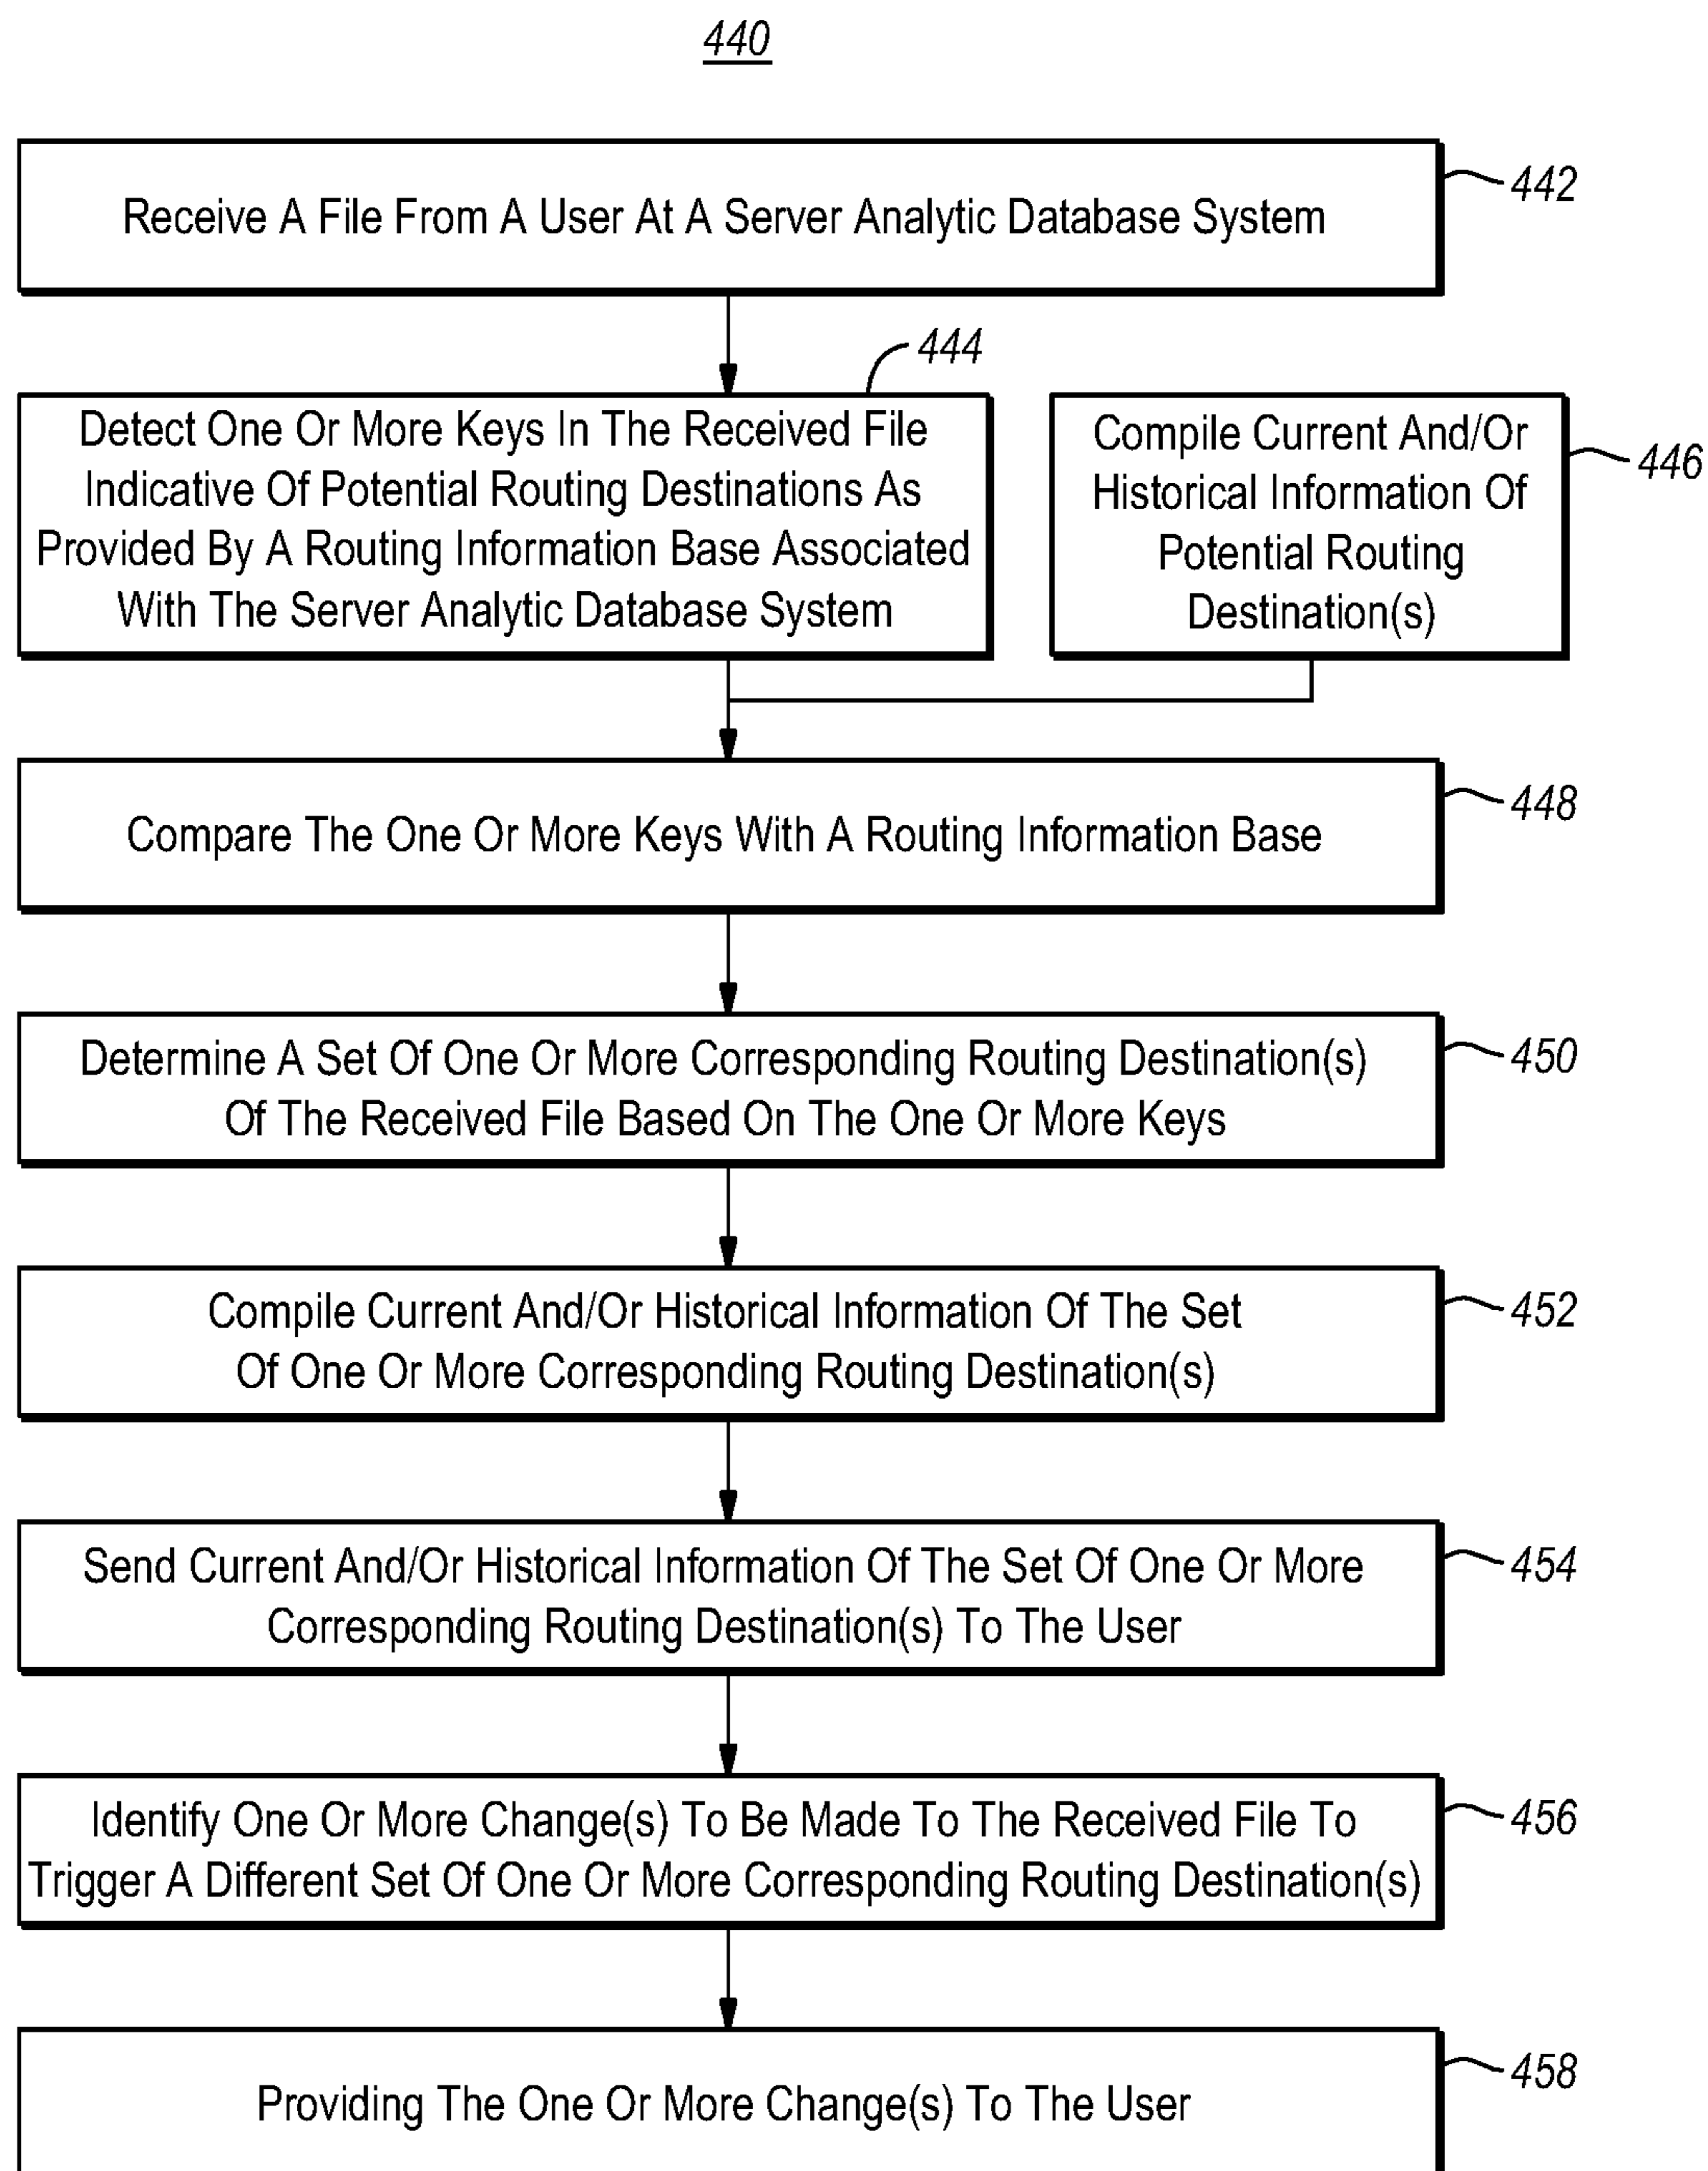 440
Receive A File From A User At A Server Analytic Database System
442
444
Detect One Or More Keys In The Received File
Indicative Of Potential Routing Destinations As
Provided By A Routing Information Base Associated
With The Server Analytic Database System
Compile Current And/Or
Historical Information Of
Potential Routing
Destination(s)
446
Compare The One Or More Keys With A Routing Information Base
448
Determine A Set Of One Or More Corresponding Routing Destination(s)
Of The Received File Based On The One Or More Keys
450
Compile Current And/Or Historical Information Of The Set
Of One Or More Corresponding Routing Destination(s)
452
Send Current And/Or Historical Information Of The Set Of One Or More
Corresponding Routing Destination(s) To The User
454
Identify One Or More Change(s) To Be Made To The Received File To
Trigger A Different Set Of One Or More Corresponding Routing Destination(s)
456
Providing The One Or More Change(s) To The User
458